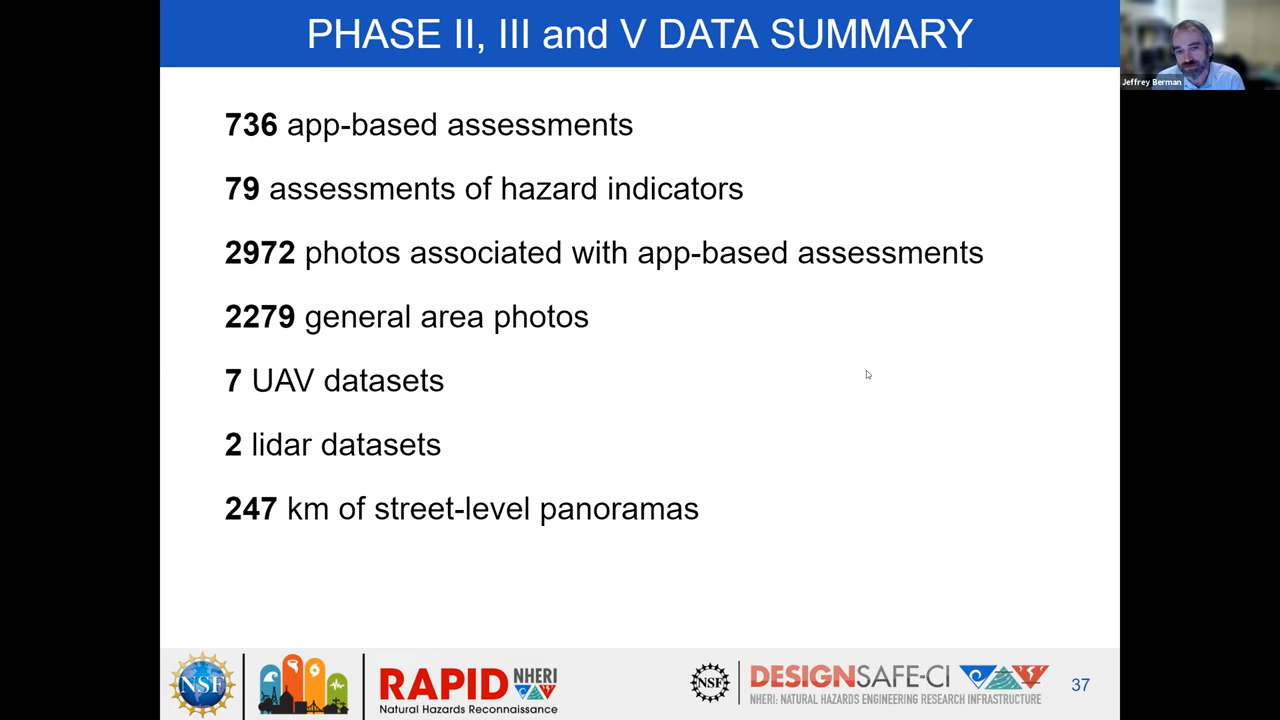 PHASE II, III and V DATA SUMMARY
Jeffrey Berman
736 app-based assessments
79 assessments of hazard indicators
2972 photos associated with app-based assessments
2279 general area photos
7 UAV datasets
2 lidar datasets
247 km of street-level panoramas
NSF
RAPID NHERI
Natural Hazards Reconnaissance
NSF
DESIGNSAFE-CI
NHERI: NATURAL HAZARDS ENGINEERING RESEARCH INFRASTRUCTURE
37